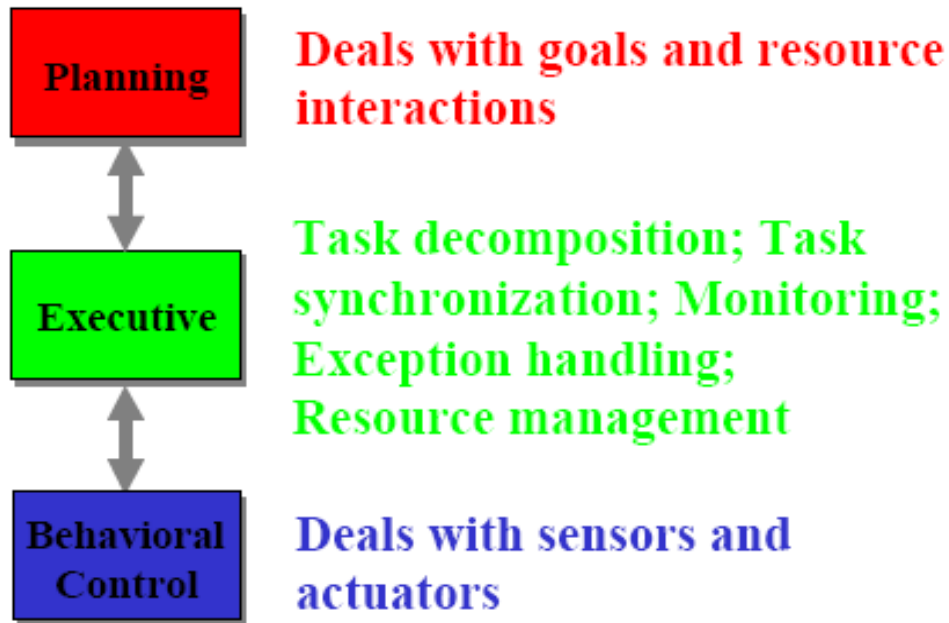 Planning
Deals with goals and resource
interactions
Executive
Task decomposition; Task
synchronization; Monitoring;
Exception handling;
Resource management
Behavioral
Control
Deals with sensors and
actuators